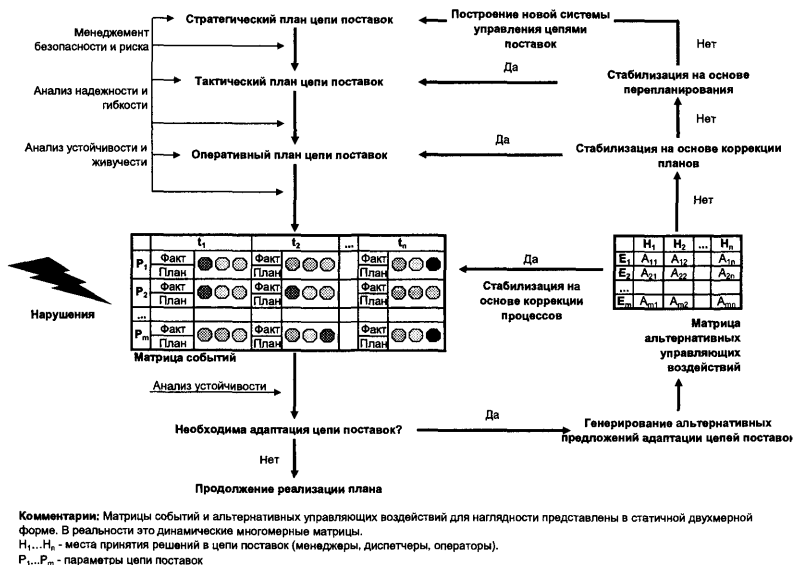 Стратегический план цепи поставок
Построение новой системы
управления цепями
поставок
Менеджемент
безопасности и риска
Нет
Да
Тактический план цепи поставок
Стабилизация на основе
перепланирования
Анализ надежности и
гибкости
Нет
Да
Анализ устойчивости и
живучести
Оперативный план цепи поставок
Стабилизация на основе коррекции
планов
Нет
t1 t2 ... tn
P1 Факт Факт Факт
План План План
P2 Факт Факт Факт
План План План
...
Pm Факт Факт Факт
План План План
Матрица событий
Нарушения
Да
Стабилизация на
основе коррекции
процессов
H1 H2 ... Hn
E1 A11 A12 A1n
E2 A21 A22 A2n
...
Em Am1 Am2 Amn
Матрица
альтернативных
управляющих
воздействий
Анализ устойчивости
Необходима адаптация цепи поставок?
Да
Генерирование альтернативных
предложений адаптации цепей поставок
Нет
Продолжение реализации плана
Комментарии: Матрицы событий и альтернативных управляющих воздействий для наглядности представлены в статичной двухмерной
форме. В реальности это динамические многомерные матрицы.
H1...Hn - места принятия решений в цепи поставок (менеджеры, диспетчеры, операторы).
P1...Pm - параметры цепи поставок